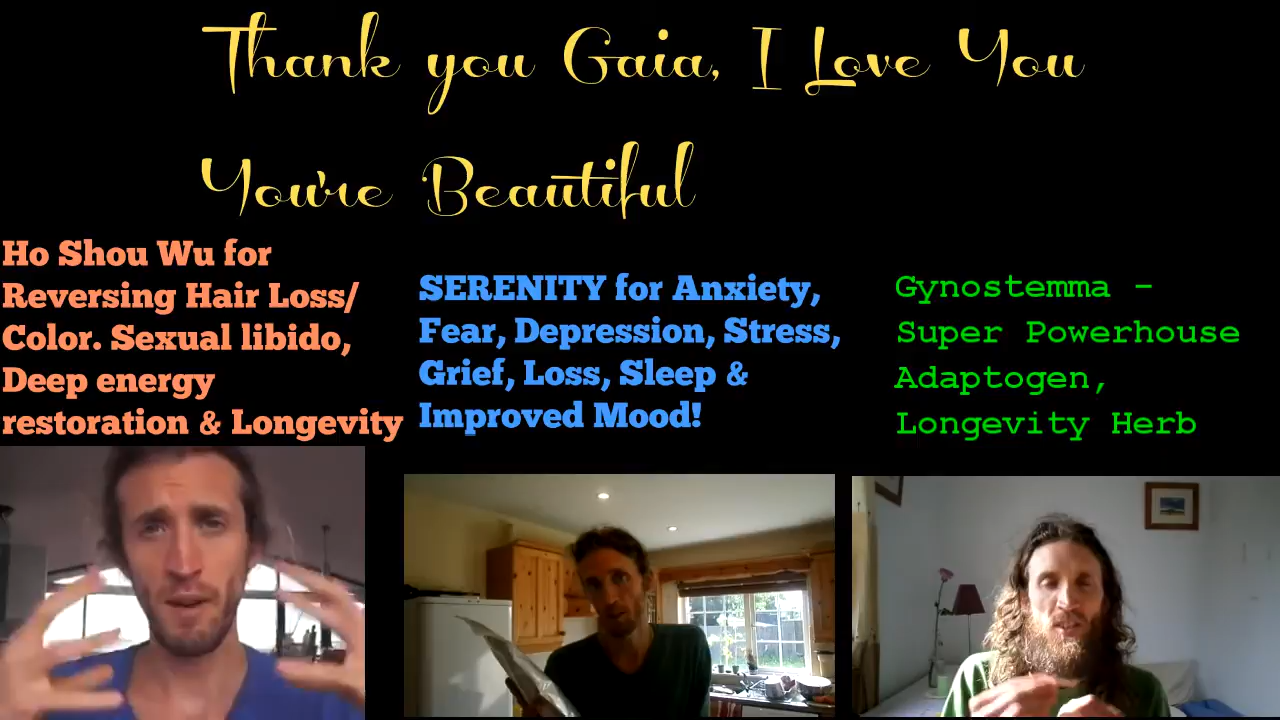 Thank you Gaia, I Love You
You're Beautiful
Ho Shou Wu for
Reversing Hair Loss/
Color. Sexual libido,
Deep energy
restoration & Longevity
SERENITY for Anxiety,
Fear, Depression, Stress,
Grief, Loss, Sleep &
Improved Mood!
Gynostemma -
Super Powerhouse
Adaptogen,
Longevity Herb